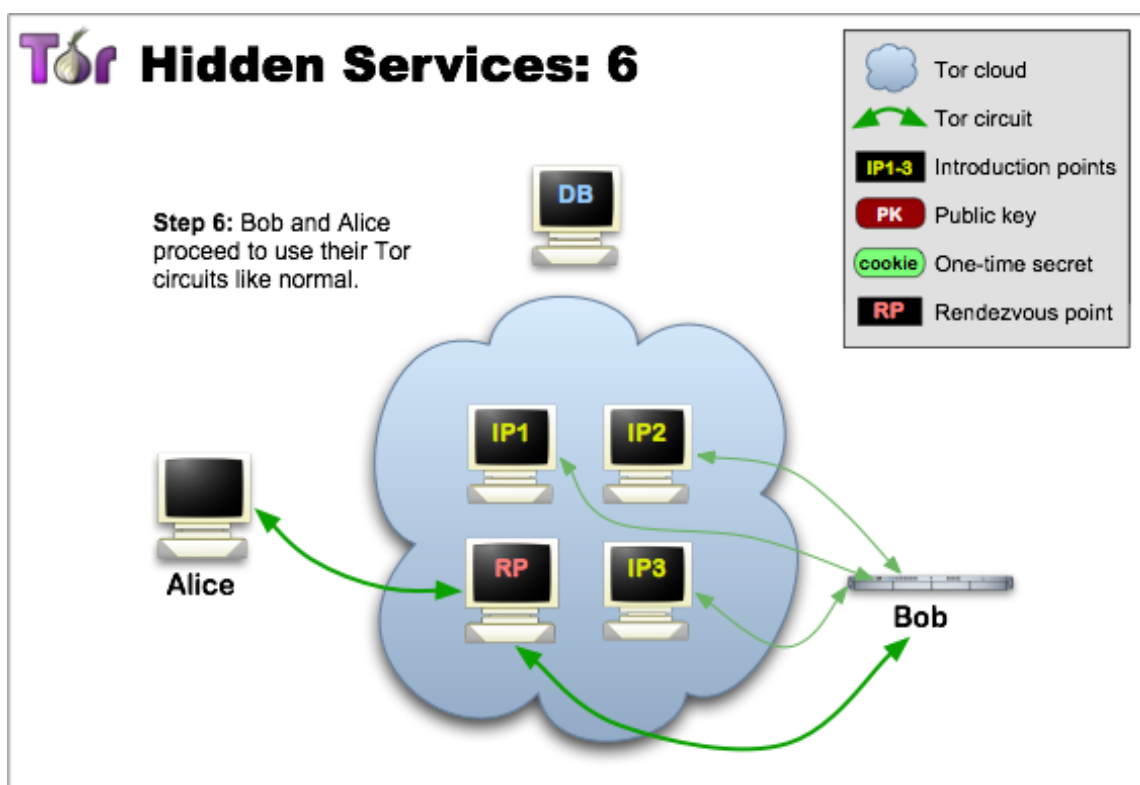 Tor Hidden Services: 6
Tor cloud
Tor circuit
IP1-3 Introduction points
PK Public key
cookie One-time secret
RP Rendezvous point
Step 6: Bob and Alice
proceed to use their Tor
circuits like normal.
DB
IP1
IP2
Alice
RP
IP3
Bob